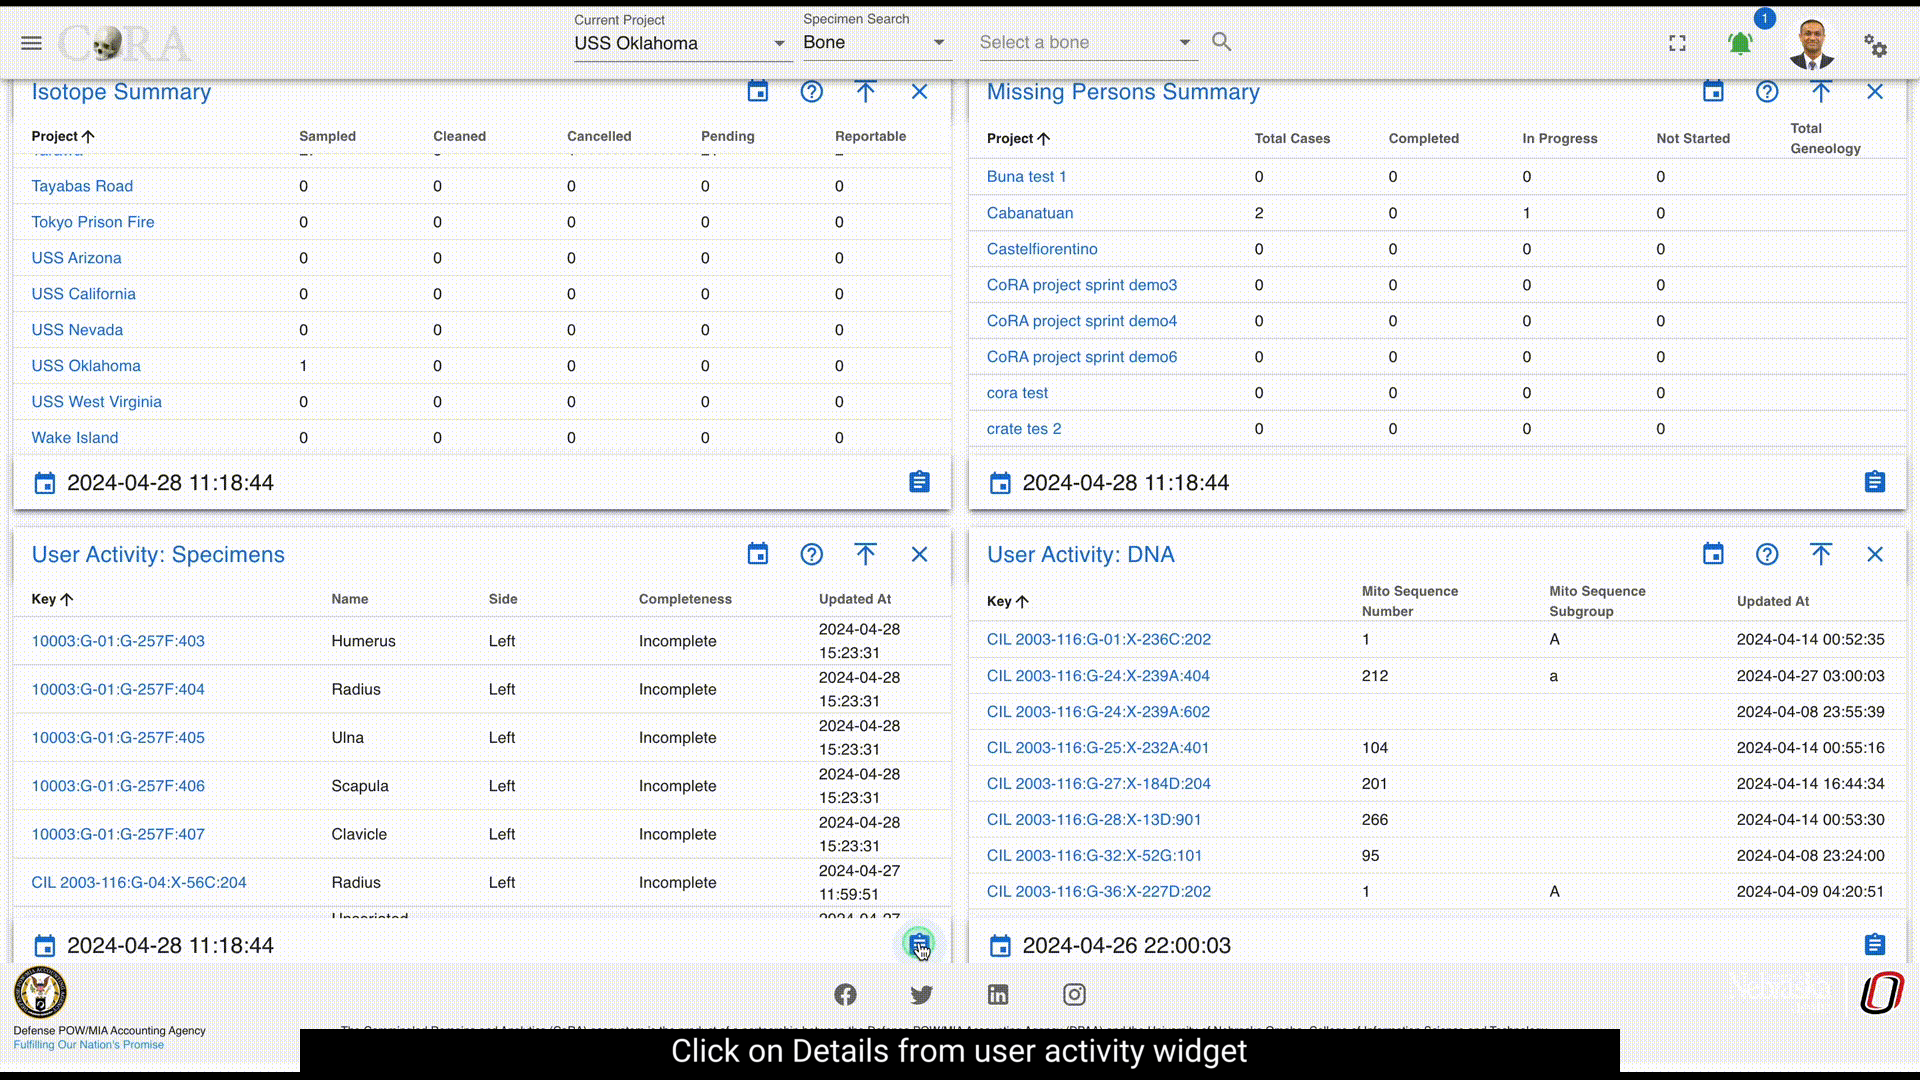 CORA
Current Project
USS Oklahoma
Specimen Search
Bone
Select a bone
1
Isotope Summary
Project Sampled Cleaned Cancelled Pending Reportable
Tayabas Road 0 0 0 0 0
Tokyo Prison Fire 0 0 0 0 0
USS Arizona 0 0 0 0 0
USS California 0 0 0 0 0
USS Nevada 0 0 0 0 0
USS Oklahoma 1 0 0 0 0
USS West Virginia 0 0 0 0 0
Wake Island 0 0 0 0 0
2024-04-28 11:18:44
Missing Persons Summary
Project Total Cases Completed In Progress Not Started Total
Geneology
Buna test 1 0 0 0 0
Cabanatuan 2 0 1 0
Castelfiorentino 0 0 0 0
CoRA project sprint demo3 0 0 0 0
CoRA project sprint demo4 0 0 0 0
CoRA project sprint demo6 0 0 0 0
cora test 0 0 0 0
crate tes 2 0 0 0 0
2024-04-28 11:18:44
User Activity: Specimens
Key Name Side Completeness Updated At
10003:G-01:G-257F:403 Humerus Left Incomplete 2024-04-28
15:23:31
10003:G-01:G-257F:404 Radius Left Incomplete 2024-04-28
15:23:31
10003:G-01:G-257F:405 Ulna Left Incomplete 2024-04-28
15:23:31
10003:G-01:G-257F:406 Scapula Left Incomplete 2024-04-28
15:23:31
10003:G-01:G-257F:407 Clavicle Left Incomplete 2024-04-28
15:23:31
CIL 2003-116:G-04:X-56C:204 Radius Left Incomplete 2024-04-27
11:59:51
2024-04-28 11:18:44
User Activity: DNA
Key Mito Sequence Number Mito Sequence Subgroup Updated At
CIL 2003-116:G-01:X-236C:202 1 A 2024-04-14 00:52:35
CIL 2003-116:G-24:X-239A:404 212 a 2024-04-27 03:00:03
CIL 2003-116:G-24:X-239A:602 2024-04-08 23:55:39
CIL 2003-116:G-25:X-232A:401 104 2024-04-14 00:55:16
CIL 2003-116:G-27:X-184D:204 201 2024-04-14 16:44:34
CIL 2003-116:G-28:X-13D:901 266 2024-04-14 00:53:30
CIL 2003-116:G-32:X-52G:101 95 2024-04-08 23:24:00
CIL 2003-116:G-36:X-227D:202 1 A 2024-04-09 04:20:51
2024-04-26 22:00:03
Defense POW/MIA Accounting Agency
Fulfilling Our Nation's Promise
Nebraska
Click on Details from user activity widget